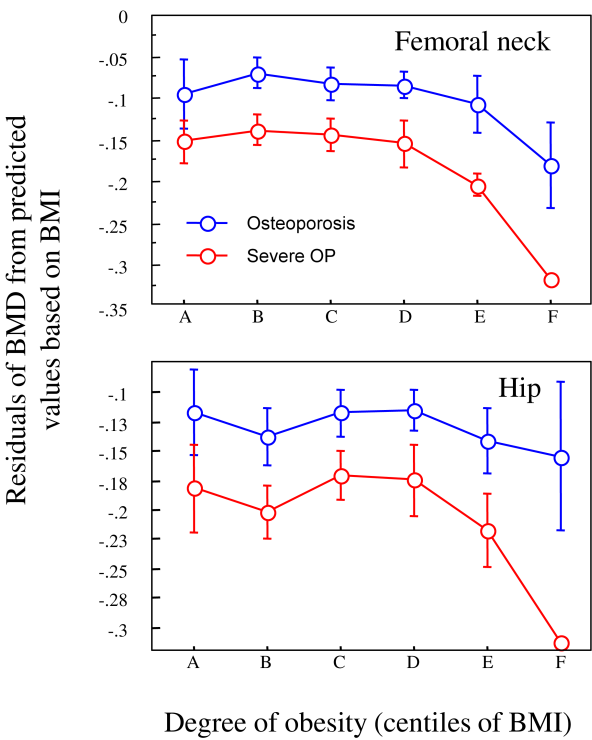 Residuals of BMD from predicted
values based on BMI
Femoral neck
0
-.05
-.1
-.15
-.2
-.25
-.3
-.35
Osteoporosis
Severe OP
A B C D E F
Hip
-.1
-.13
-.15
-.18
-.2
-.23
-.25
-.28
-.3
A B C D E F
Degree of obesity (centiles of BMI)